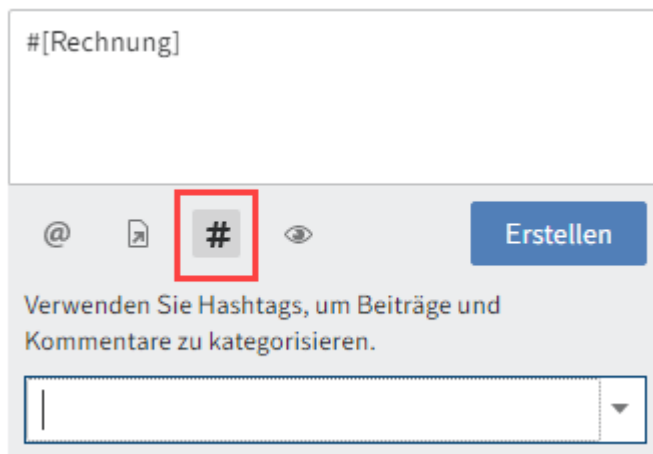 #[Rechnung]
@ # Erstellen
Verwenden Sie Hashtags, um Beiträge und
Kommentare zu kategorisieren.